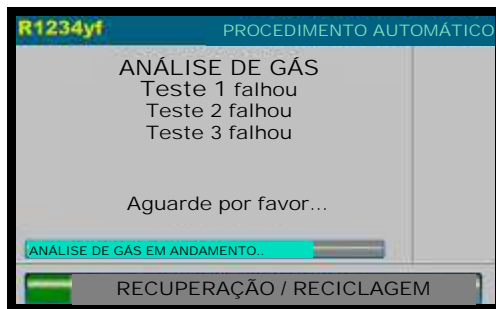 R1234yf
PROCEDIMENTO AUTOMÁTICO
ANÁLISE DE GÁS
Teste 1 falhou
Teste 2 falhou
Teste 3 falhou
Aguarde por favor...
ANÁLISE DE GÁS EM ANDAMENTO..
RECUPERAÇÃO / RECICLAGEM